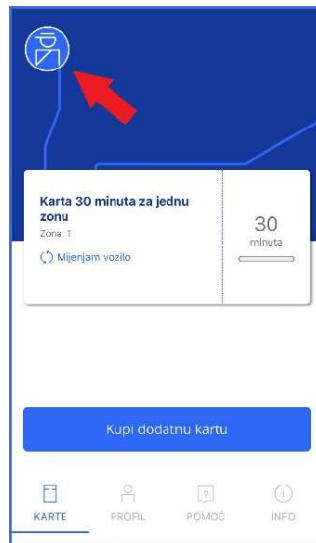 Karta 30 minuta za jednu
zonu
Zona: 1
Mijenjam vozilo
30
minuta
Kupi dodatnu kartu
KARTE
PROFIL
POMOĆ
INFO